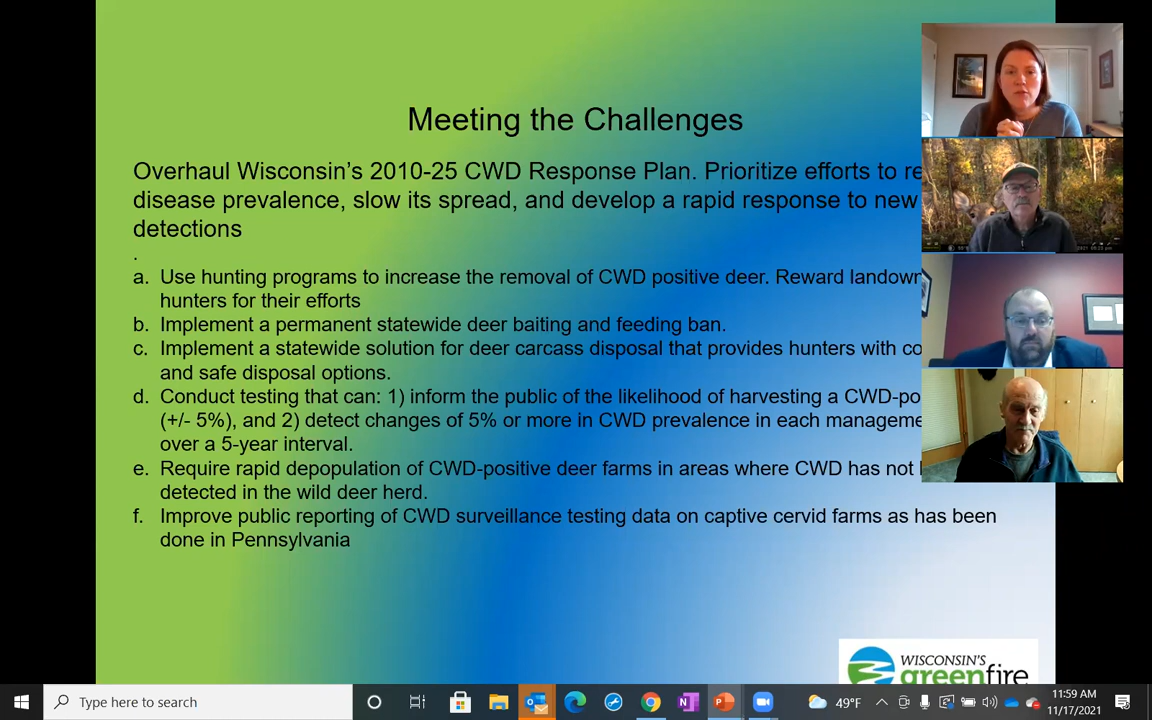 Meeting the Challenges
Overhaul Wisconsin's 2010-25 CWD Response Plan. Prioritize efforts to
disease prevalence, slow its spread, and develop a rapid response to new
detections
.
a. Use hunting programs to increase the removal of CWD positive deer. Reward
hunters for their efforts
b. Implement a permanent statewide deer baiting and feeding ban.
c. Implement a statewide solution for deer carcass disposal that provides hunters with
and safe disposal options.
d. Conduct testing that can: 1) inform the public of the likelihood of harvesting a
(+/- 5%), and 2) detect changes of 5% or more in CWD prevalence in each
over a 5-year interval.
e. Require rapid depopulation of CWD-positive deer farms in areas where CWD has not
detected in the wild deer herd.
f. Improve public reporting of CWD surveillance testing data on captive cervid farms as has been
done in Pennsylvania
WISCONSIN'S
greenfire
Type here to search
49°F
11:59 AM
11/17/2021